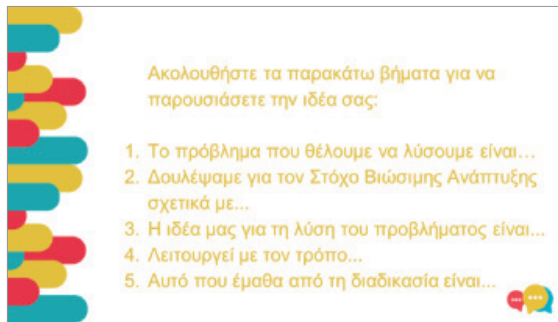 Ακολουθήστε τα παρακάτω βήματα για να
παρουσιάσετε την ιδέα σας:
1. Το πρόβλημα που θέλουμε να λύσουμε είναι...
2. Δουλέψαμε για τον Στόχο Βιώσιμης Ανάπτυξης
σχετικά με...
3. Η ιδέα μας για τη λύση του προβλήματος είναι...
4. Λειτουργεί με τον τρόπο...
5. Αυτό που έμαθα από τη διαδικασία είναι...